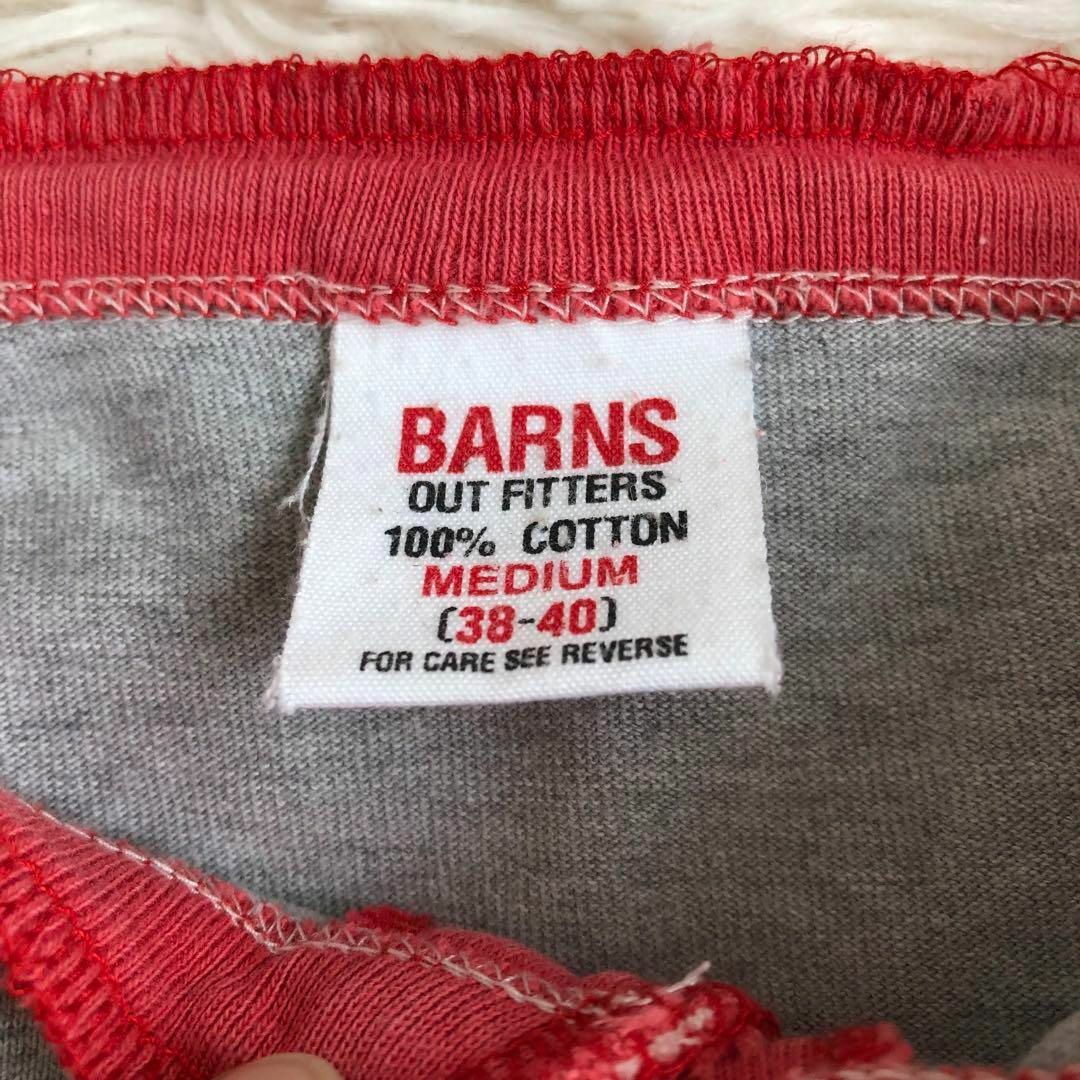 BARNS
OUT FITTERS
100% COTTON
MEDIUM
(38-40)
FOR CARE SEE REVERSE